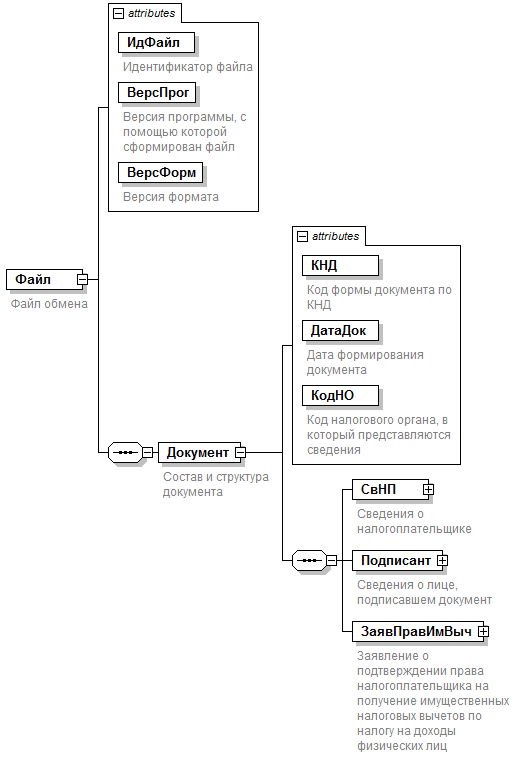 attributes
ИдФайл
Идентификатор файла
ВерсПрог
Версия программы, с
помощью которой
сформирован файл
ВерсФорм
Версия формата
Файл
Файл обмена
Документ
Состав и структура
документа
attributes
КНД
Код формы документа по
КНД
ДатаДок
Дата формирования
документа
КодНО
Код налогового органа, в
который представляются
сведения
СвНП
Сведения о
налогоплательщике
Подписант
Сведения о лице,
подписавшем документ
ЗаявПравИмВыч
Заявление о
подтверждении права
налогоплательщика на
получение имущественных
налоговых вычетов по
налогу на доходы
физических лиц